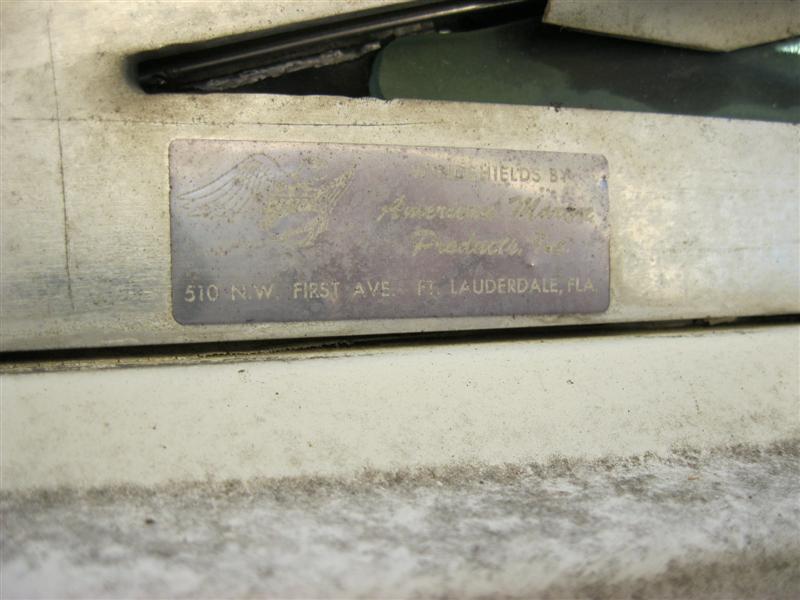 WINDSHIELDS BY
American Marine
Products, Inc.
510 N.W. FIRST AVE. FT. LAUDERDALE, FLA.